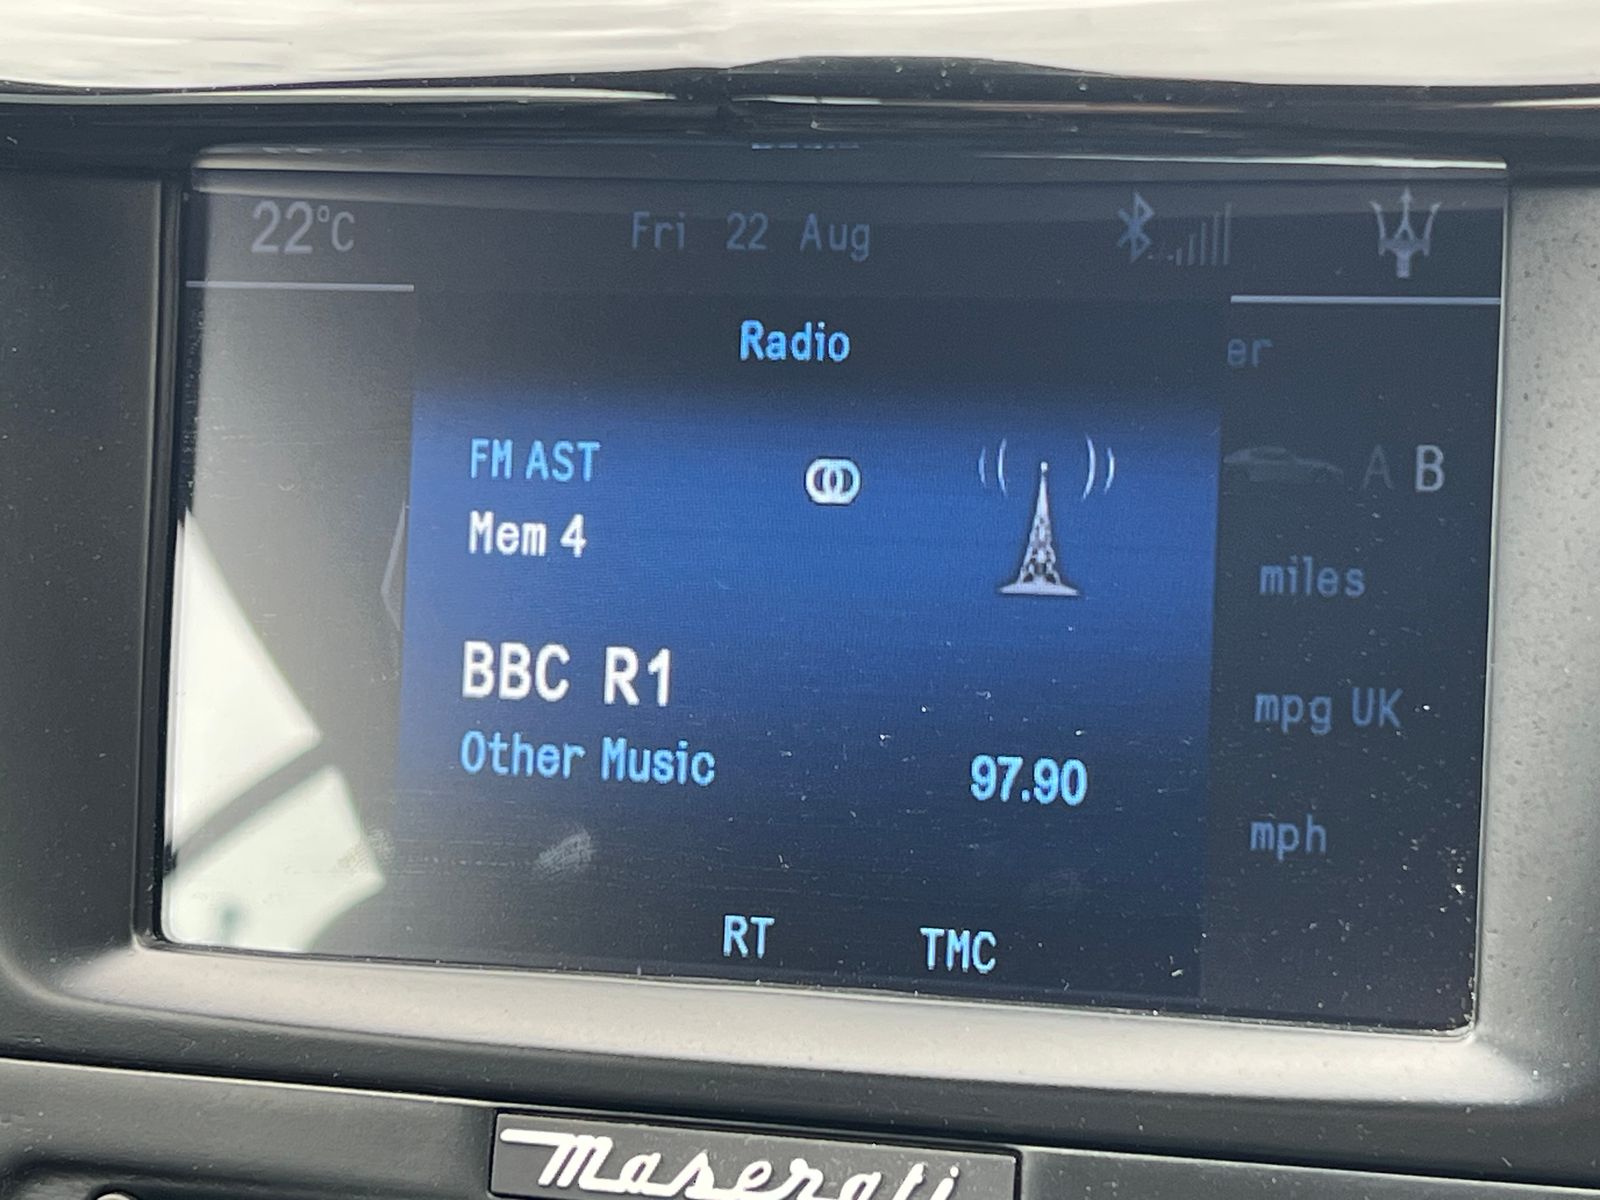 22°C Fri 22 Aug
Radio
er
FM AST
A B
Mem 4
miles
BBC R1
mpg UK
Other Music 97.90
mph
RT TMC
Maserati